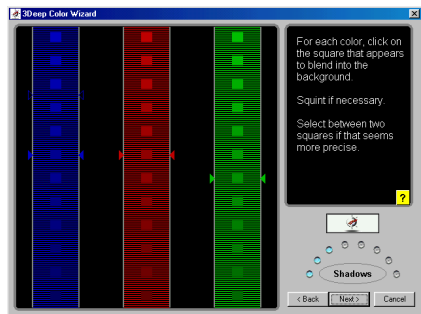 3Deep Color Wizard
For each color, click on
the square that appears
to blend into the
background.
Squint if necessary.
Select between two
squares if that seems
more precise.
?
Shadows
< Back
Next >
Cancel